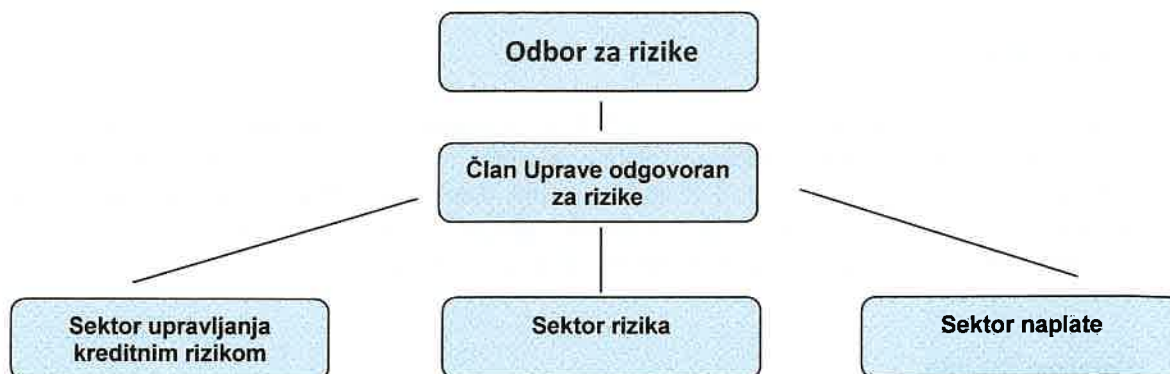 Odbor za rizike
Član Uprave odgovoran
za rizike
Sektor upravljanja
kreditnim rizikom
Sektor rizika
Sektor naplate